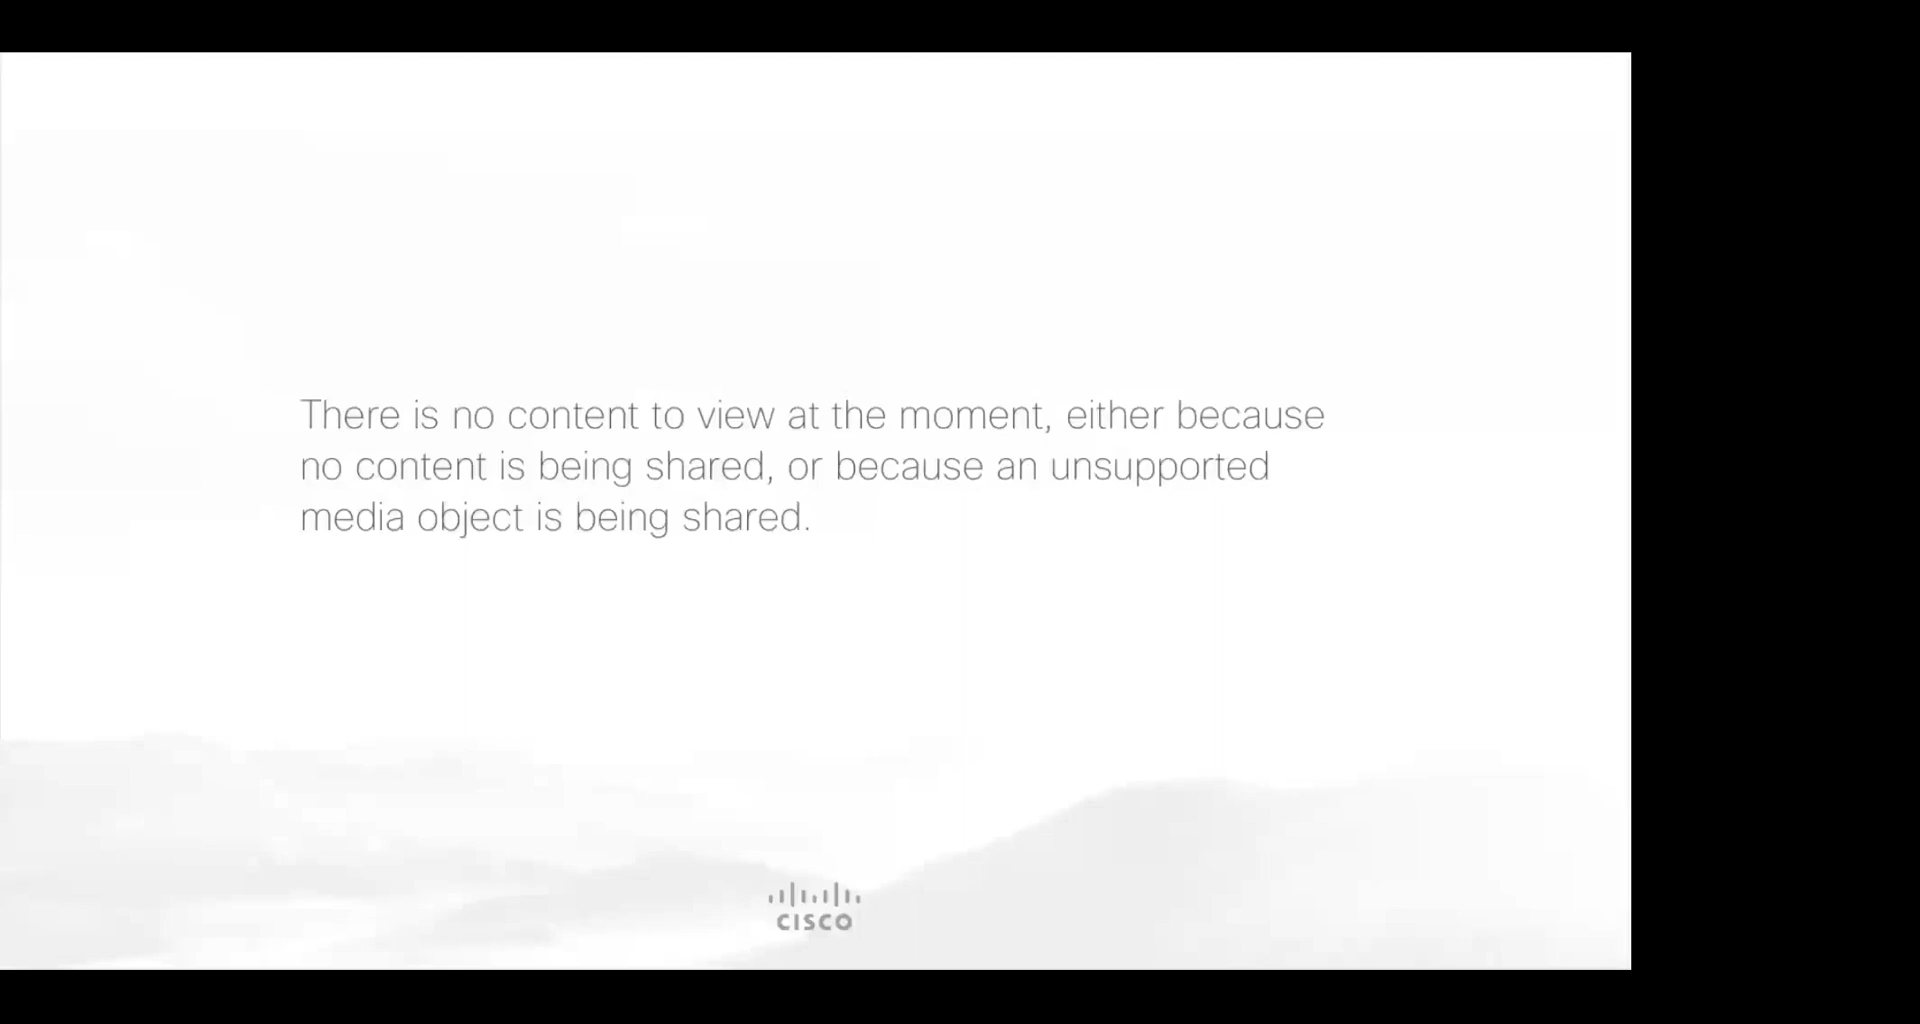 There is no content to view at the moment, either because
no content is being shared, or because an unsupported
media object is being shared.
CISCO